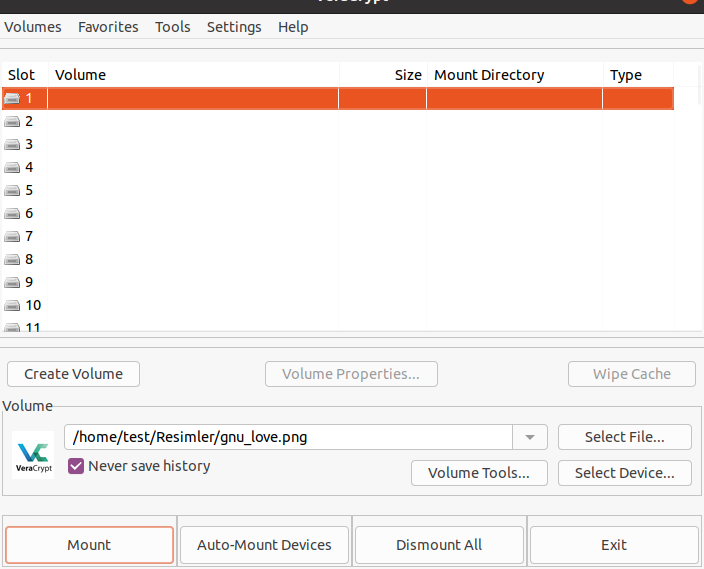 Volumes Favorites Tools Settings Help
Slot Volume Size Mount Directory Type
1
2
3
4
5
6
7
8
9
10
11
Create Volume Volume Properties... Wipe Cache
Volume
/home/test/Resimler/gnu_love.png Select File...
VeraCrypt Never save history Volume Tools... Select Device...
Mount Auto-Mount Devices Dismount All Exit